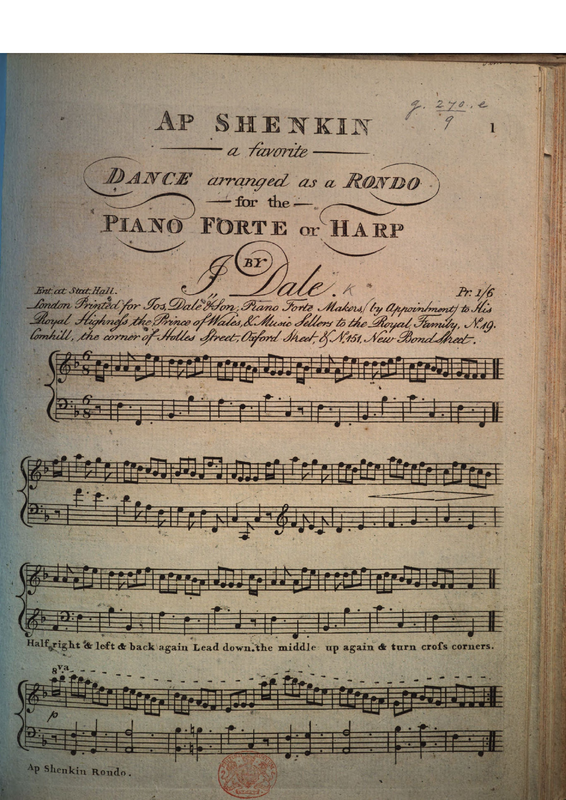 g. 270. e
9
1
AP SHENKIN
a favorite
DANCE arranged as a RONDO
for the
PIANO FORTE or HARP
BY
J. Dale.
Ent. at Stat. Hall.
Pr. 1/6
London Printed for Jos. Dale & Son, Piano Forte Makers, (by Appointment) to His
Royal Highness the Prince of Wales, & Music Sellers to the Royal Family, No. 19.
Cornhill, the corner of Holles Street, Oxford Street & No. 151, New Bond Street.
Half right & left & back again Lead down, the middle up again & turn cross corners.
8va
p
Ap Shenkin Rondo.